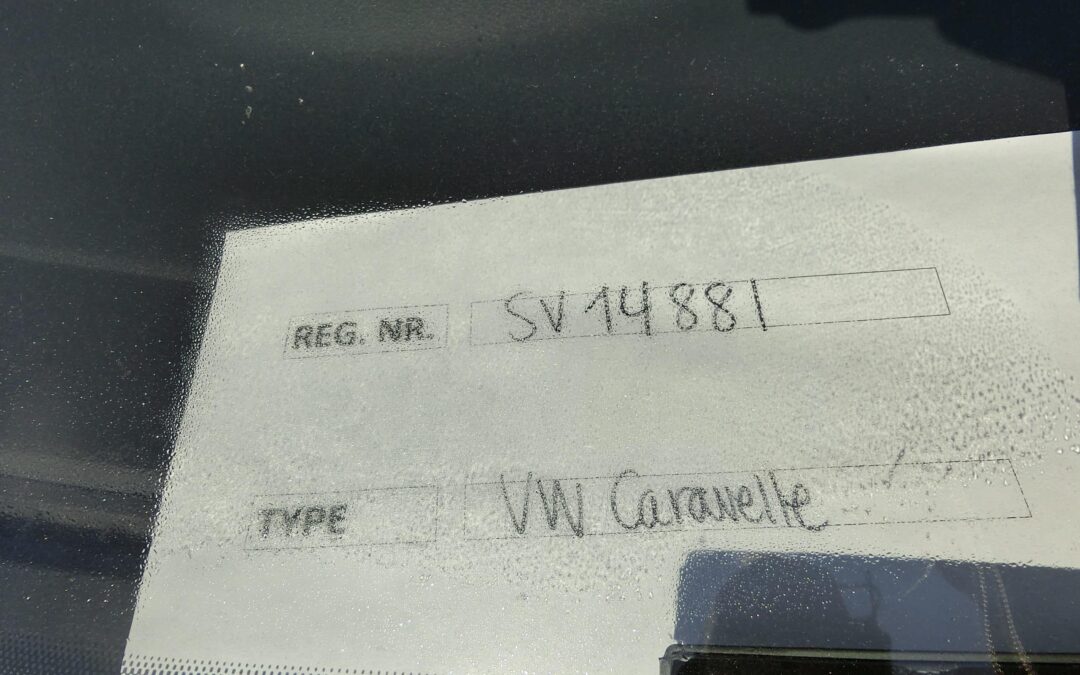 REG. NR. SV 14881
TYPE VW Caravelle